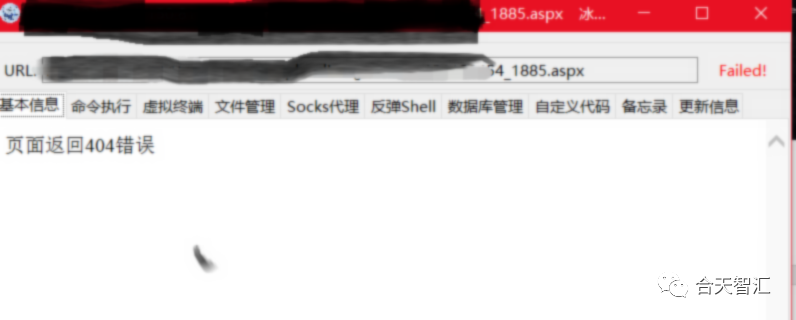 _1885.aspx 冰...
URL: 54_1885.aspx Failed!
基本信息 命令执行 虚拟终端 文件管理 Socks代理 反弹Shell 数据库管理 自定义代码 备忘录 更新信息
页面返回404错误
合天智汇